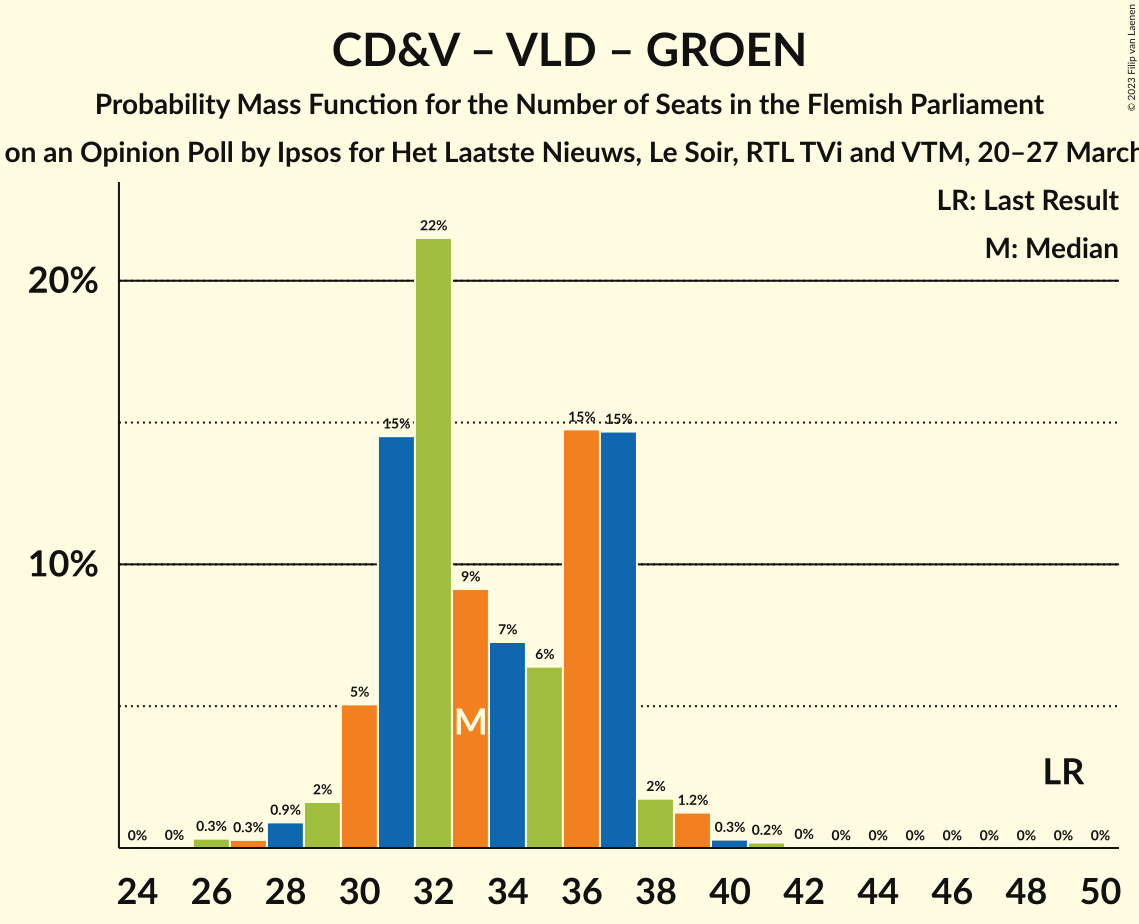 © 2023 Filip van Laenen
CD&V – VLD – GROEN
Probability Mass Function for the Number of Seats in the Flemish Parliament
on an Opinion Poll by Ipsos for Het Laatste Nieuws, Le Soir, RTL TVi and VTM, 20–27 March
LR: Last Result
M: Median
20%
10%
0% 0% 0.3% 0.3% 0.9% 2% 5% 15% 22% 9% 7% 6% 15% 15% 2% 1.2% 0.3% 0.2% 0% 0% 0% 0% 0% 0% 0% 0% 0%
M
LR
24 26 28 30 32 34 36 38 40 42 44 46 48 50